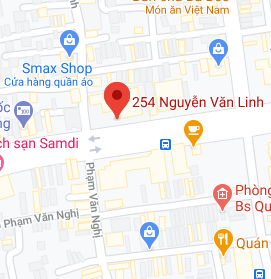 Món ăn Việt Nam
Smax Shop
Cửa hàng quần áo
254 Nguyễn Văn Linh
ch sạn Samdi
Phạm Văn Nghị
Phạm Văn Nghị
Phòng
Bs Qu
Quán